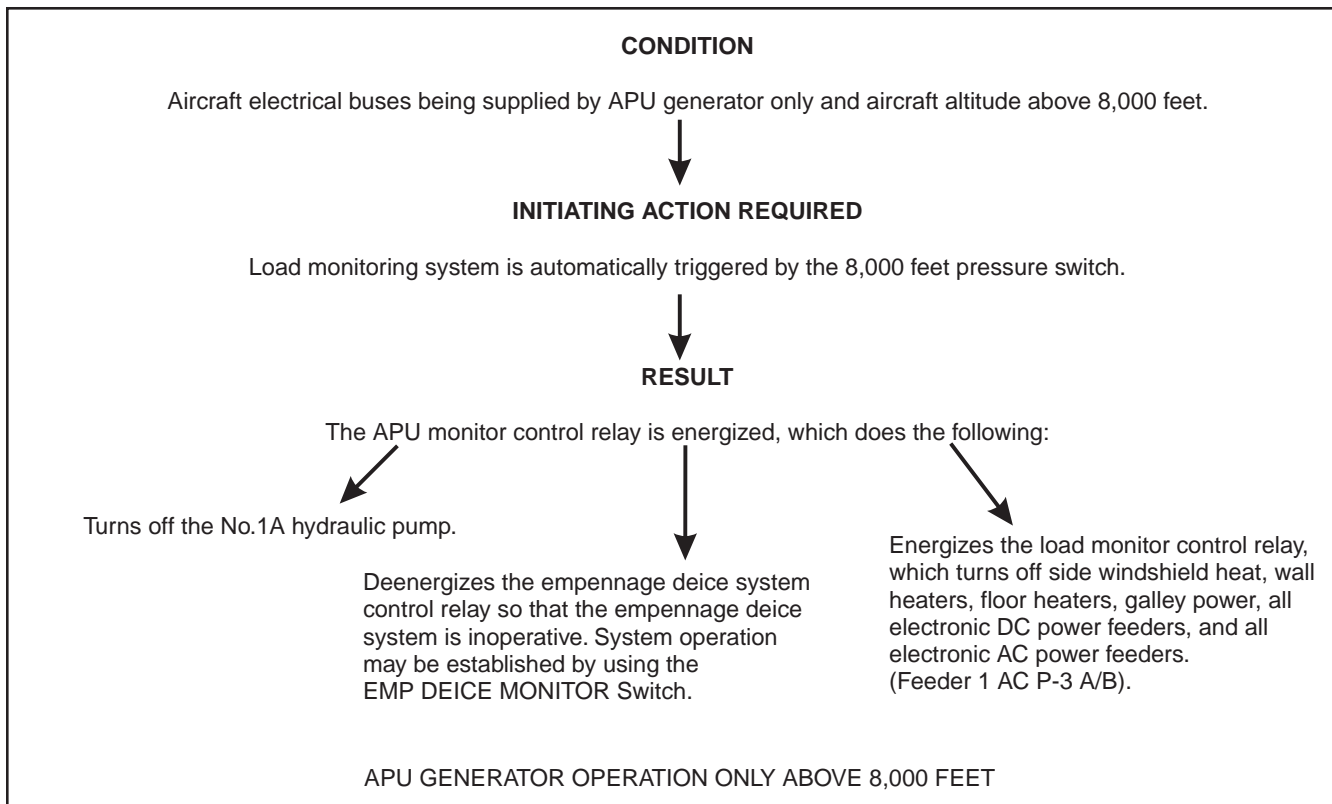 CONDITION
Aircraft electrical buses being supplied by APU generator only and aircraft altitude above 8,000 feet.
INITIATING ACTION REQUIRED
Load monitoring system is automatically triggered by the 8,000 feet pressure switch.
RESULT
The APU monitor control relay is energized, which does the following:
Turns off the No.1A hydraulic pump.
Deenergizes the empennage deice system
control relay so that the empennage deice
system is inoperative. System operation
may be established by using the
EMP DEICE MONITOR Switch.
Energizes the load monitor control relay,
which turns off side windshield heat, wall
heaters, floor heaters, galley power, all
electronic DC power feeders, and all
electronic AC power feeders.
(Feeder 1 AC P-3 A/B).
APU GENERATOR OPERATION ONLY ABOVE 8,000 FEET